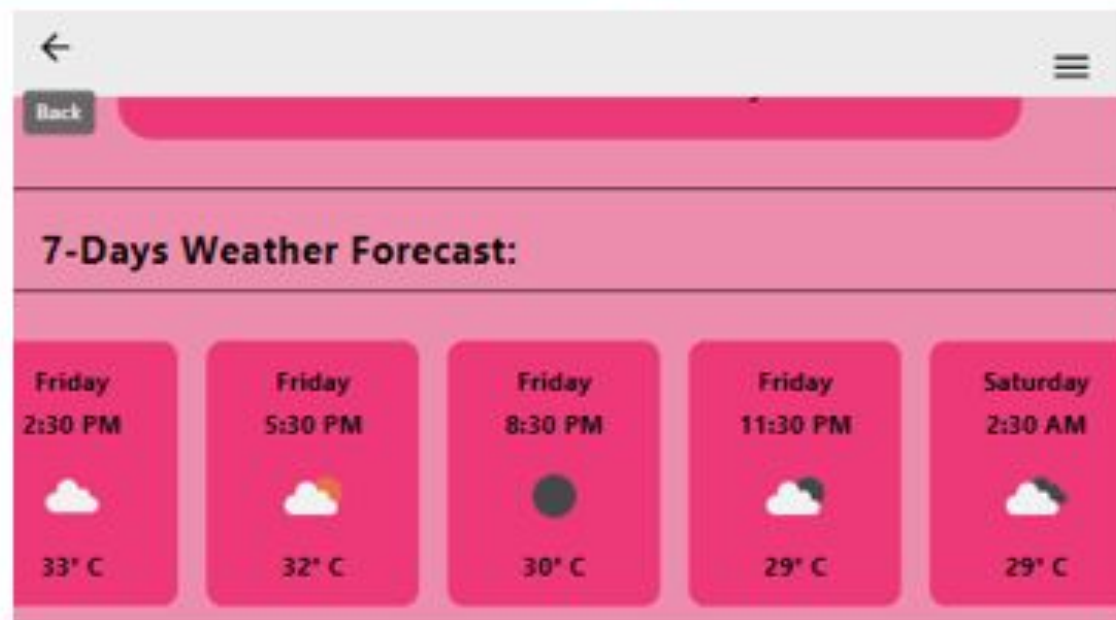 Back
7-Days Weather Forecast:
Friday
2:30 PM
33° C
Friday
5:30 PM
32° C
Friday
8:30 PM
30° C
Friday
11:30 PM
29° C
Saturday
2:30 AM
29° C